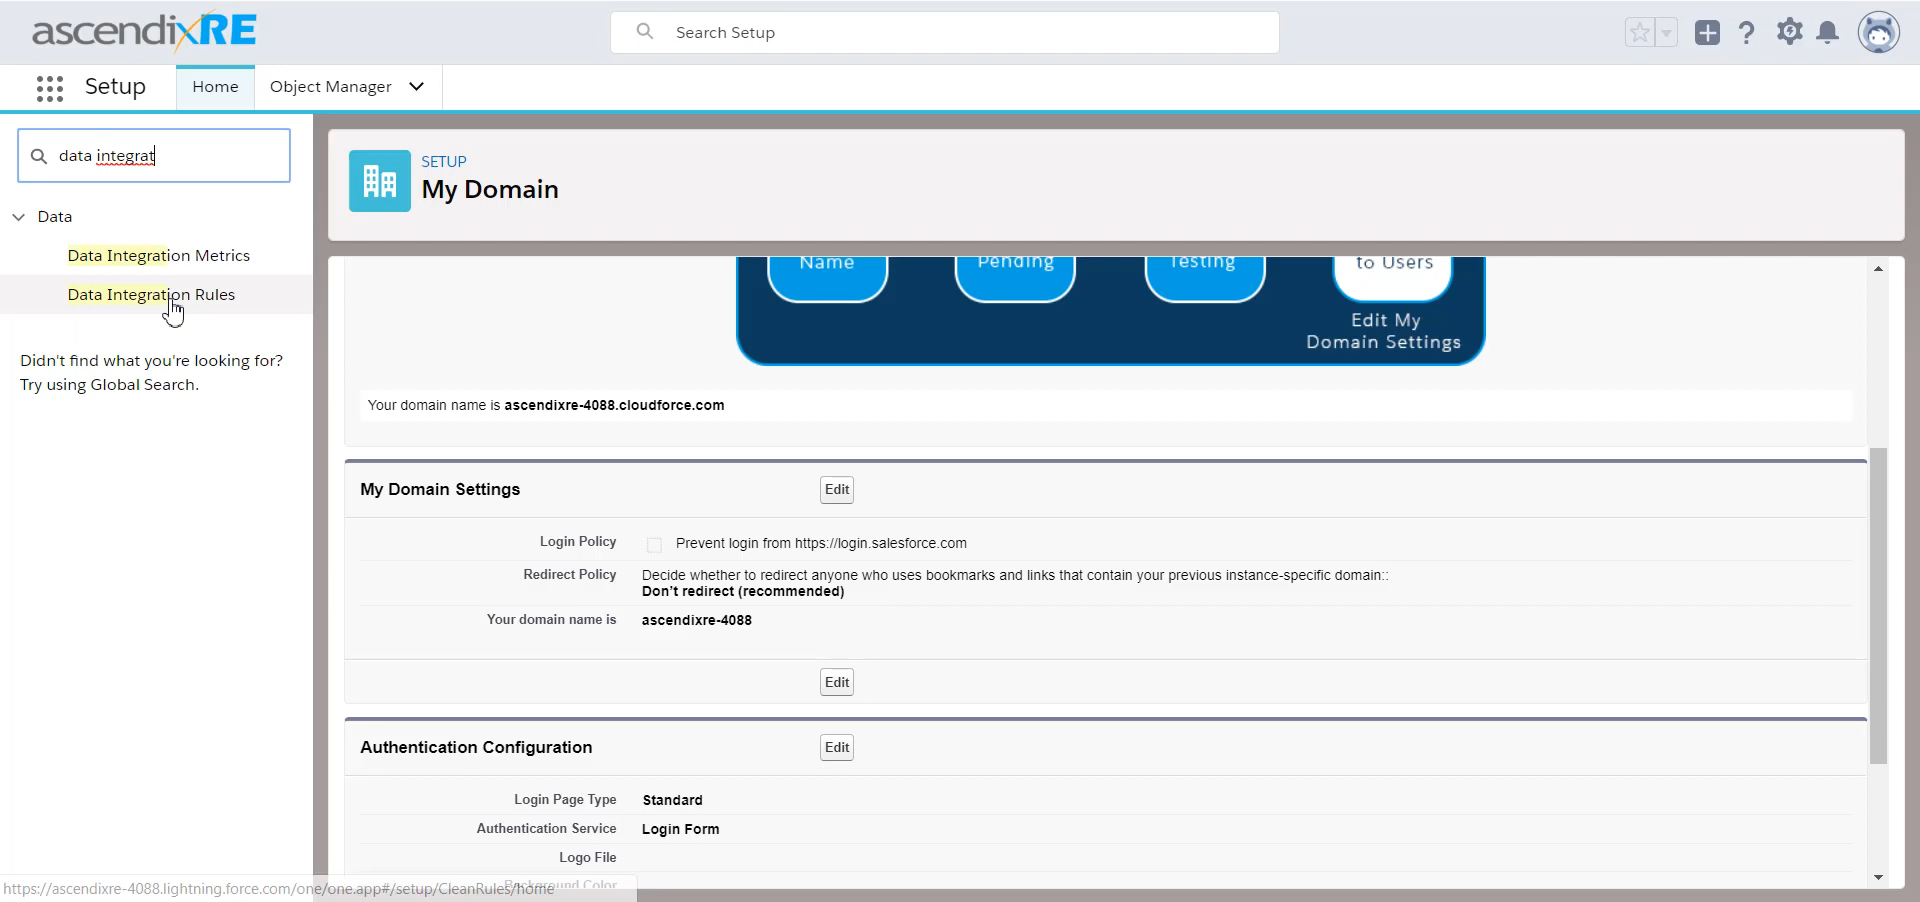 ascendixRE
Search Setup
Setup
Home
Object Manager
data integrat
Data
Data Integration Metrics
Data Integration Rules
Didn't find what you're looking for?
Try using Global Search.
SETUP
My Domain
Name
Pending
Testing
to Users
Edit My
Domain Settings
Your domain name is ascendixre-4088.cloudforce.com
My Domain Settings
Edit
Login Policy
Prevent login from https://login.salesforce.com
Redirect Policy
Decide whether to redirect anyone who uses bookmarks and links that contain your previous instance-specific domain::
Don't redirect (recommended)
Your domain name is
ascendixre-4088
Edit
Authentication Configuration
Edit
Login Page Type
Standard
Authentication Service
Login Form
Logo File
Background Color
https://ascendixre-4088.lightning.force.com/one/one.app#/setup/CleanRules/home